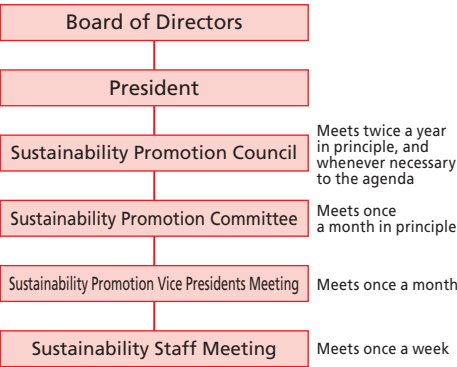 Board of Directors
President
Sustainability Promotion Council
Meets twice a year
in principle, and
whenever necessary
to the agenda
Sustainability Promotion Committee
Meets once
a month in principle
Sustainability Promotion Vice Presidents Meeting
Meets once a month
Sustainability Staff Meeting
Meets once a week